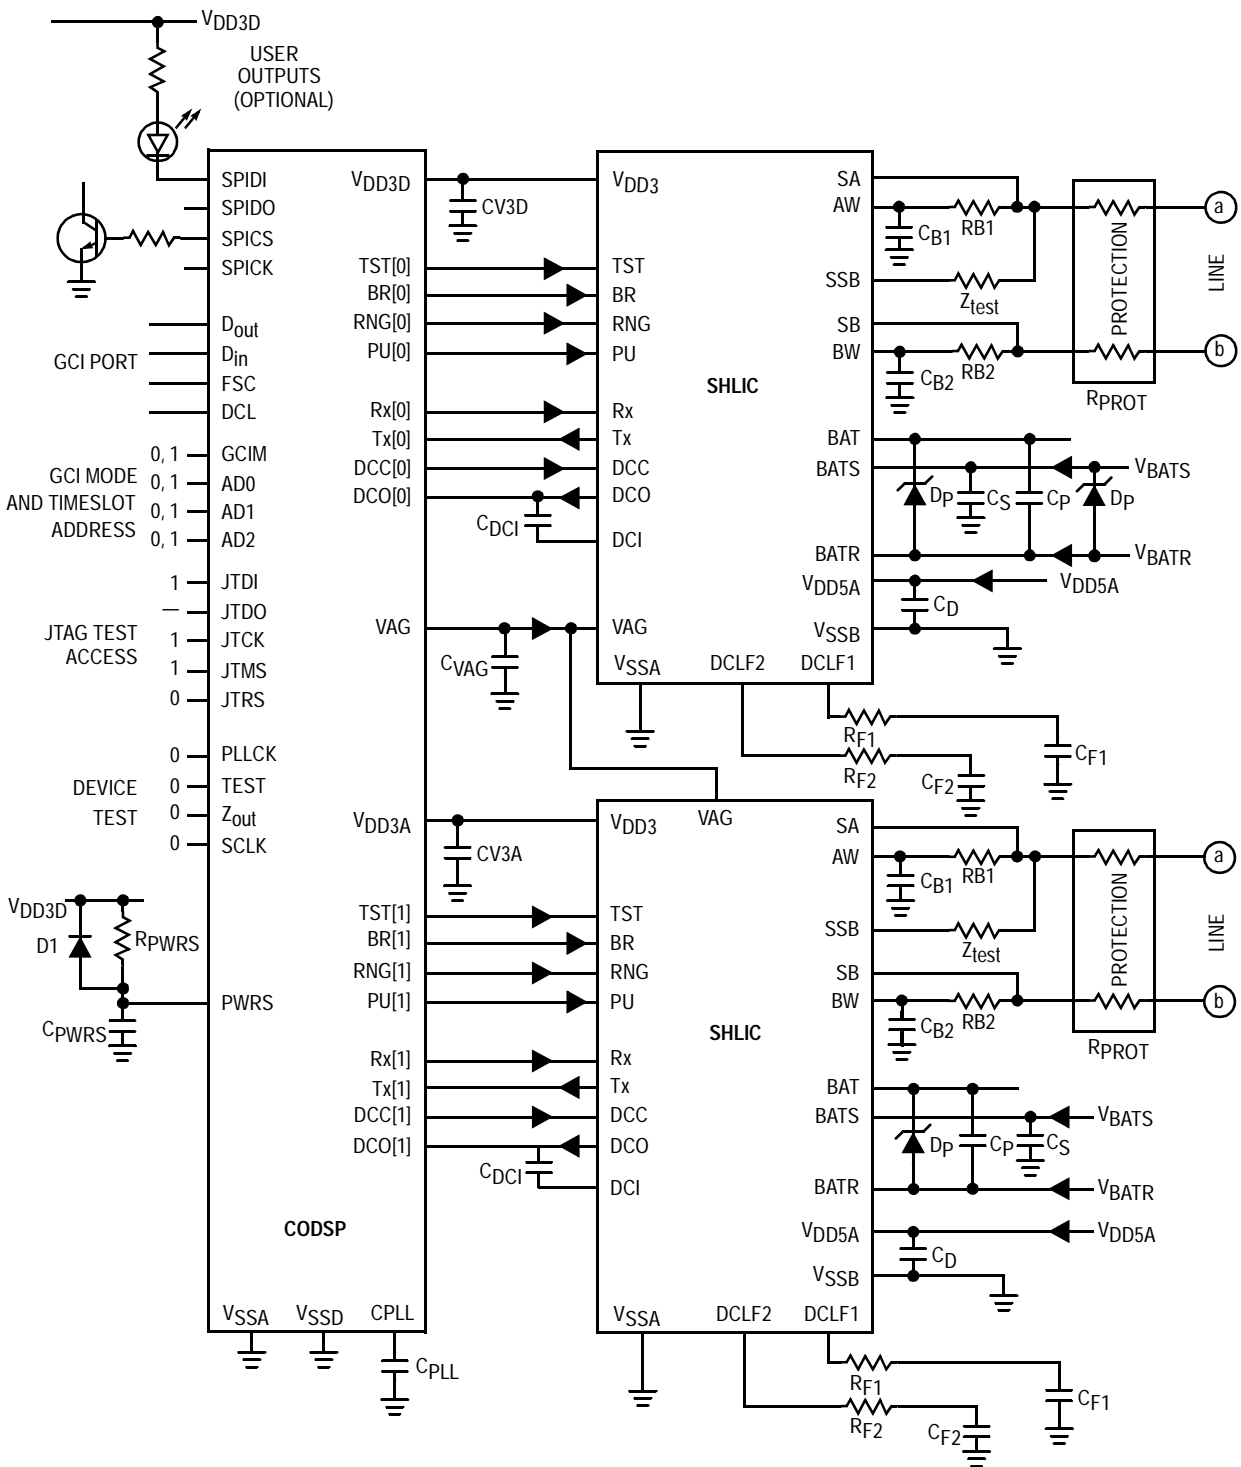 VDD3D
USER
OUTPUTS
(OPTIONAL)
SPIDI
SPIDO
SPICS
SPICK
Dout
GCI PORT
Din
FSC
DCL
0, 1 GCIM
GCI MODE
AND TIMESLOT
ADDRESS
0, 1 AD0
0, 1 AD1
0, 1 AD2
1 JTDI
— JTDO
JTAG TEST
ACCESS
1 JTCK
1 JTMS
0 JTRS
0 PLLCK
DEVICE
TEST
0 TEST
0 Zout
0 SCLK
VDD3D
D1
RPWRS
PWRS
CPWRS
VDD3D
CV3D
TST[0]
BR[0]
RNG[0]
PU[0]
Rx[0]
Tx[0]
DCC[0]
DCO[0]
CDCI
VAG
CVAG
VDD3A
CV3A
TST[1]
BR[1]
RNG[1]
PU[1]
Rx[1]
Tx[1]
DCC[1]
DCO[1]
CDCI
CODSP
VSSA
VSSD
CPLL
CPLL
VDD3
TST
BR
RNG
PU
SHLIC
Rx
Tx
DCC
DCO
DCI
VAG
VSSA
DCLF2
DCLF1
SA
AW
CB1
RB1
SSB
Ztest
SB
BW
CB2
RB2
PROTECTION
RPROT
a
LINE
b
BAT
BATS
DP
CS
CP
DP
VBATS
BATR
VBATR
VDD5A
VDD5A
CD
VSSB
RF1
RF2
CF1
CF2
VDD3
VAG
TST
BR
RNG
PU
SHLIC
Rx
Tx
DCC
DCO
DCI
VSSA
DCLF2
DCLF1
SA
AW
CB1
RB1
SSB
Ztest
SB
BW
CB2
RB2
PROTECTION
RPROT
a
LINE
b
BAT
BATS
DP
CP
CS
VBATS
BATR
VBATR
VDD5A
VDD5A
CD
VSSB
RF1
RF2
CF1
CF2